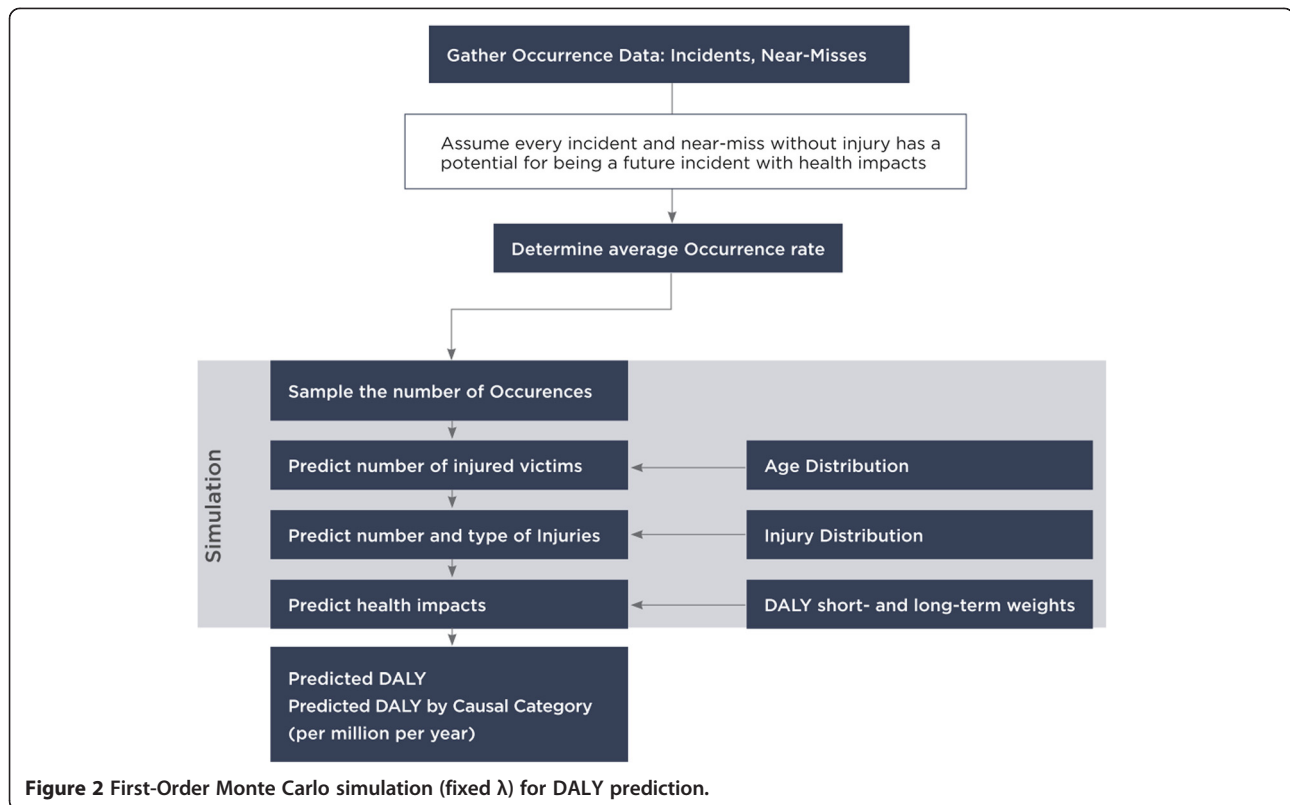 Gather Occurrence Data: Incidents, Near-Misses
Assume every incident and near-miss without injury has a
potential for being a future incident with health impacts
Determine average Occurrence rate
Simulation
Sample the number of Occurences
Predict number of injured victims
Age Distribution
Predict number and type of Injuries
Injury Distribution
Predict health impacts
DALY short- and long-term weights
Predicted DALY
Predicted DALY by Causal Category
(per million per year)
Figure 2 First-Order Monte Carlo simulation (fixed λ) for DALY prediction.